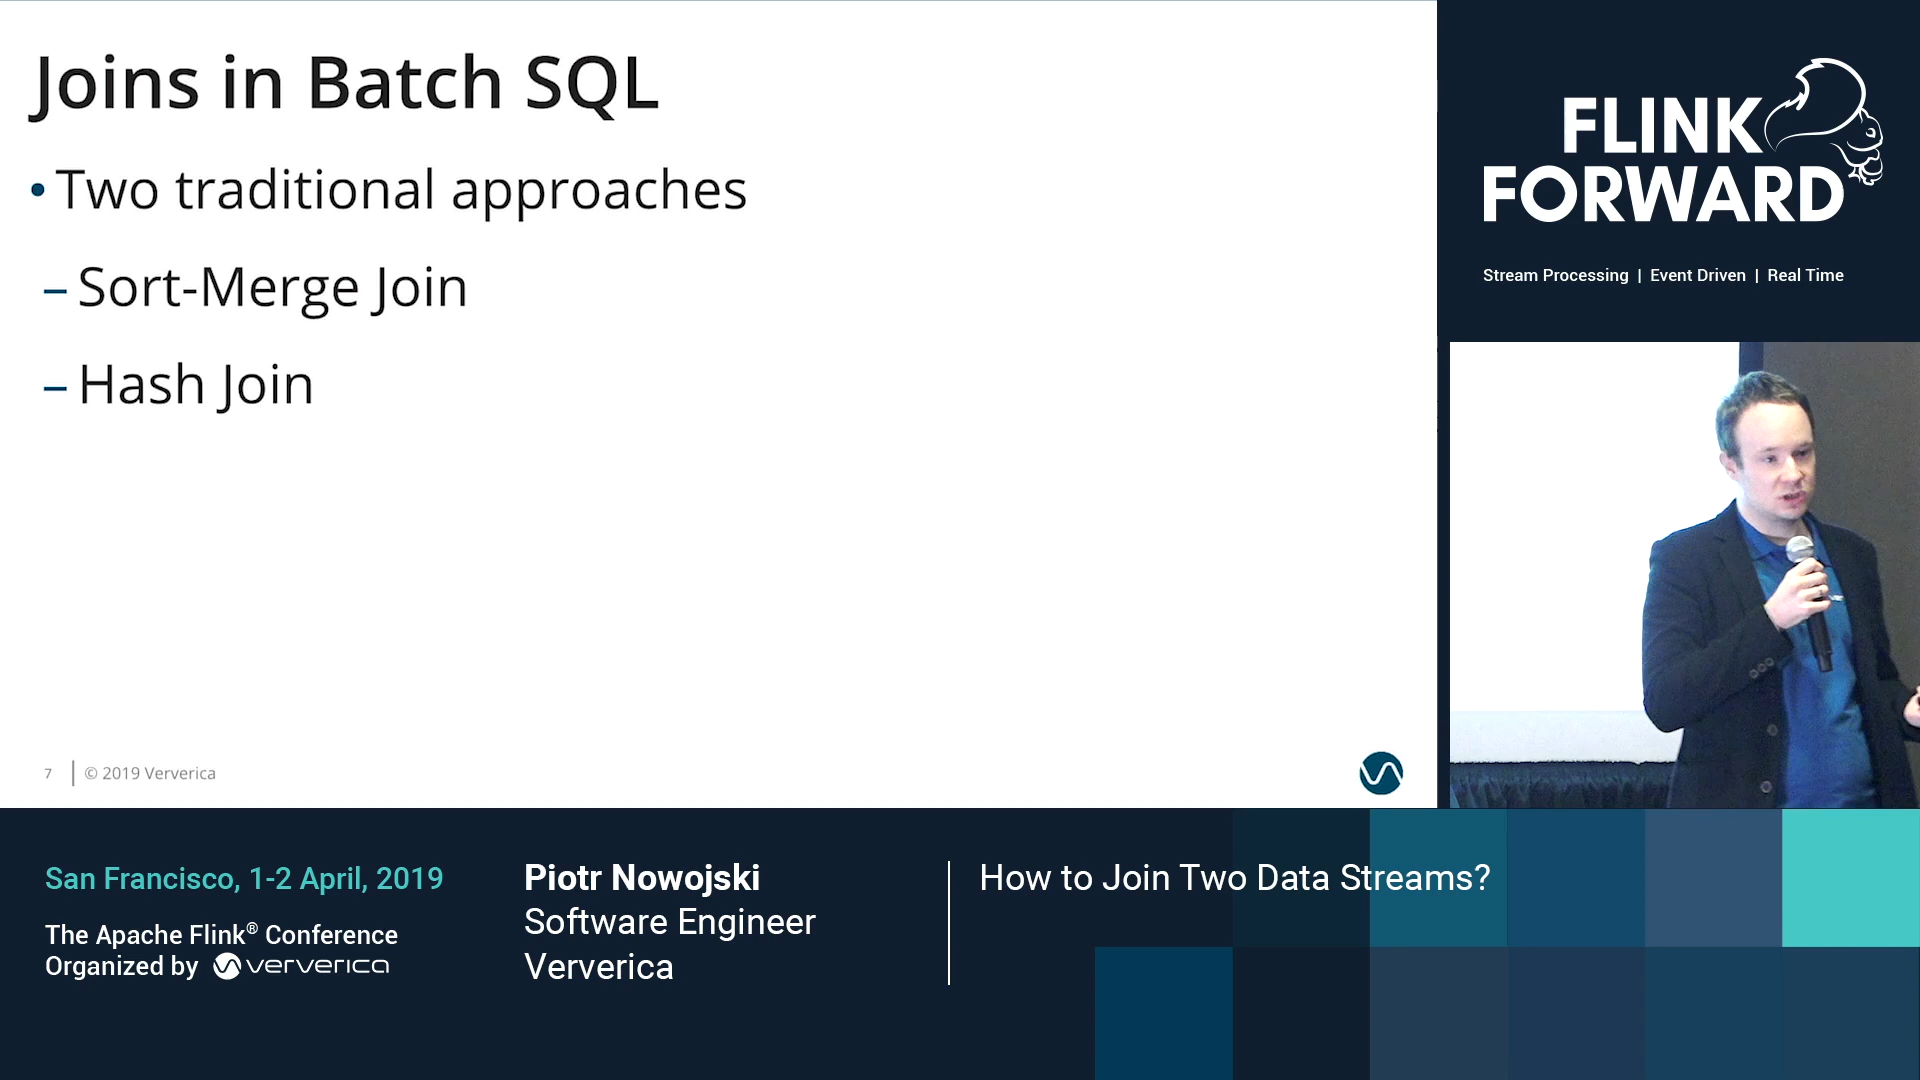 Joins in Batch SQL
• Two traditional approaches
– Sort-Merge Join
– Hash Join
7 | © 2019 Ververica
FLINK
FORWARD
Stream Processing | Event Driven | Real Time
San Francisco, 1-2 April, 2019
The Apache Flink® Conference
Organized by ververica
Piotr Nowojski
Software Engineer
Ververica
How to Join Two Data Streams?